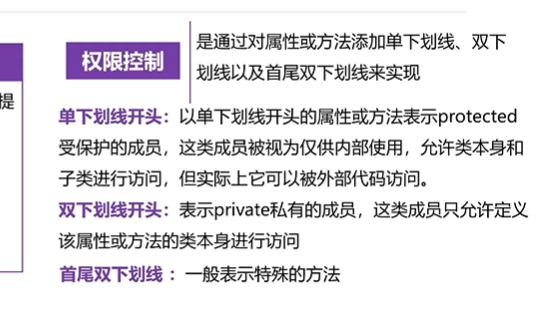 提
权限控制
是通过对属性或方法添加单下划线、双下
划线以及首尾双下划线来实现
单下划线开头：以单下划线开头的属性或方法表示protected
受保护的成员，这类成员被视为仅供内部使用，允许类本身和
子类进行访问，但实际上它可以被外部代码访问。
双下划线开头：表示private私有的成员，这类成员只允许定义
该属性或方法的类本身进行访问
首尾双下划线：一般表示特殊的方法